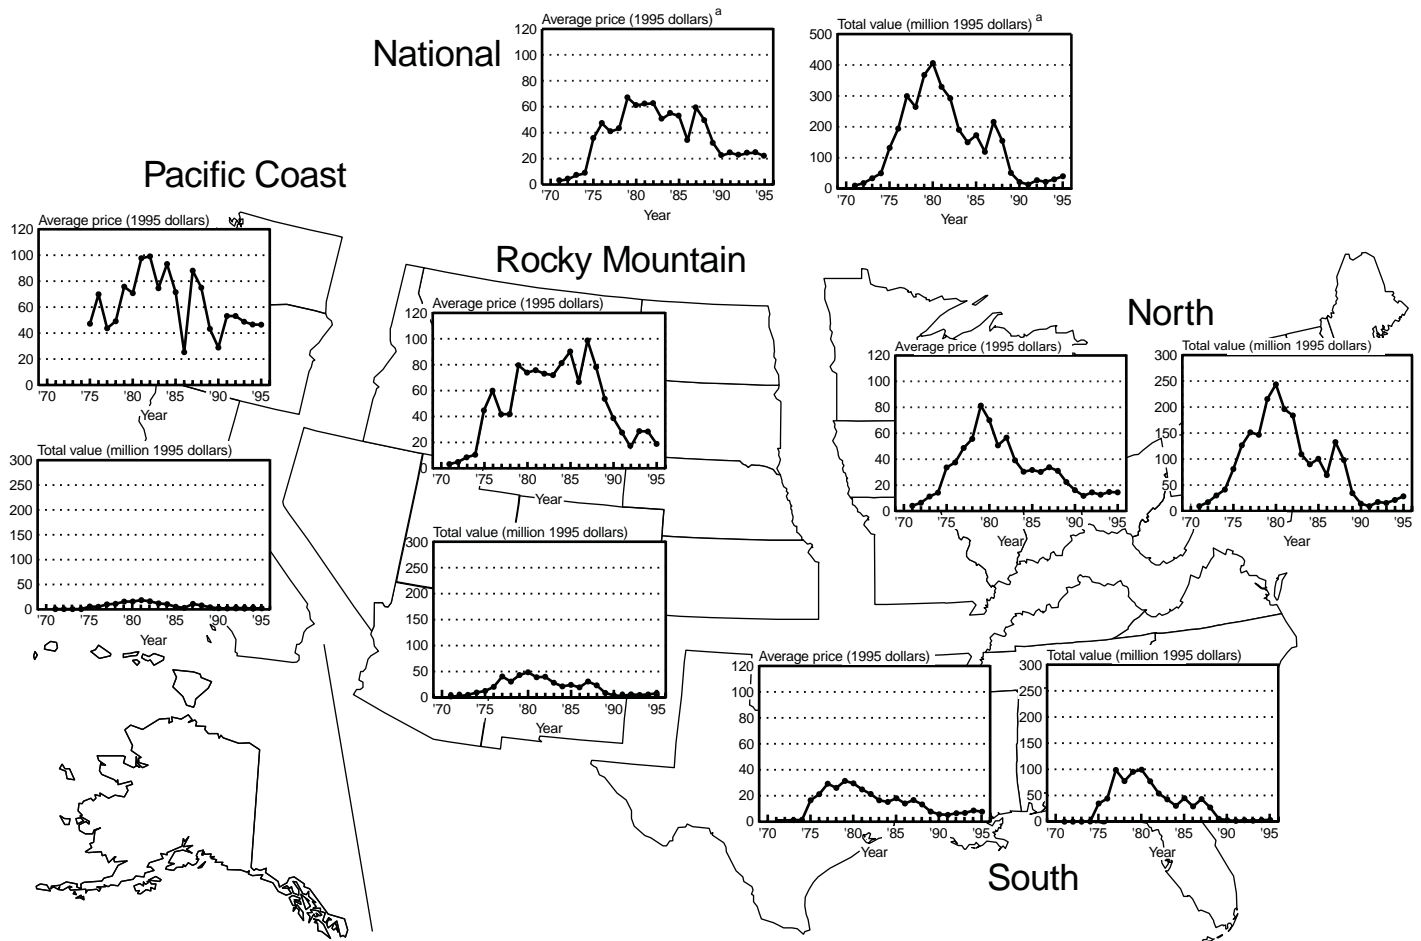 National
Average price (1995 dollars) a
120
100
80
60
40
20
0
'70 '75 '80 '85 '90 '95
Year
Total value (million 1995 dollars) a
500
400
300
200
100
0
'70 '75 '80 '85 '90 '95
Year
Pacific Coast
Average price (1995 dollars)
120
100
80
60
40
20
0
'70 '75 '80 '85 '90 '95
Year
Total value (million 1995 dollars)
300
250
200
150
100
50
0
'70 '75 '80 '85 '90 '95
Year
Rocky Mountain
Average price (1995 dollars)
120
100
80
60
40
20
0
'70 '75 '80 '85 '90 '95
Year
Total value (million 1995 dollars)
300
250
200
150
100
50
0
'70 '75 '80 '85 '90 '95
Year
North
Average price (1995 dollars)
120
100
80
60
40
20
0
'70 '75 '80 '85 '90 '95
Year
Total value (million 1995 dollars)
300
250
200
150
100
50
0
'70 '75 '80 '85 '90 '95
Year
Average price (1995 dollars)
120
100
80
60
40
20
0
'70 '75 '80 '85 '90 '95
Year
Total value (million 1995 dollars)
300
250
200
150
100
50
0
'70 '75 '80 '85 '90 '95
Year
South